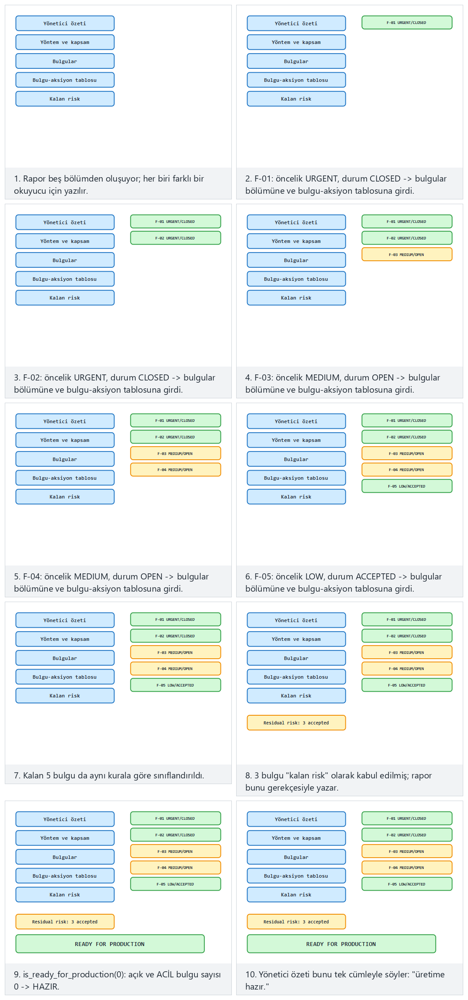 Yönetici özeti
Yöntem ve kapsam
Bulgular
Bulgu-aksiyon tablosu
Kalan risk
1. Rapor beş bölümden oluşuyor; her biri farklı bir
okuyucu için yazılır.
Yönetici özeti
Yöntem ve kapsam
Bulgular
Bulgu-aksiyon tablosu
Kalan risk
F-01 URGENT/CLOSED
2. F-01: öncelik URGENT, durum CLOSED -> bulgular
bölümüne ve bulgu-aksiyon tablosuna girdi.
Yönetici özeti
Yöntem ve kapsam
Bulgular
Bulgu-aksiyon tablosu
Kalan risk
F-01 URGENT/CLOSED
F-02 URGENT/CLOSED
3. F-02: öncelik URGENT, durum CLOSED -> bulgular
bölümüne ve bulgu-aksiyon tablosuna girdi.
Yönetici özeti
Yöntem ve kapsam
Bulgular
Bulgu-aksiyon tablosu
Kalan risk
F-01 URGENT/CLOSED
F-02 URGENT/CLOSED
F-03 MEDIUM/OPEN
4. F-03: öncelik MEDIUM, durum OPEN -> bulgular
bölümüne ve bulgu-aksiyon tablosuna girdi.
Yönetici özeti
Yöntem ve kapsam
Bulgular
Bulgu-aksiyon tablosu
Kalan risk
F-01 URGENT/CLOSED
F-02 URGENT/CLOSED
F-03 MEDIUM/OPEN
F-04 MEDIUM/OPEN
5. F-04: öncelik MEDIUM, durum OPEN -> bulgular
bölümüne ve bulgu-aksiyon tablosuna girdi.
Yönetici özeti
Yöntem ve kapsam
Bulgular
Bulgu-aksiyon tablosu
Kalan risk
F-01 URGENT/CLOSED
F-02 URGENT/CLOSED
F-03 MEDIUM/OPEN
F-04 MEDIUM/OPEN
F-05 LOW/ACCEPTED
6. F-05: öncelik LOW, durum ACCEPTED -> bulgular
bölümüne ve bulgu-aksiyon tablosuna girdi.
Yönetici özeti
Yöntem ve kapsam
Bulgular
Bulgu-aksiyon tablosu
Kalan risk
F-01 URGENT/CLOSED
F-02 URGENT/CLOSED
F-03 MEDIUM/OPEN
F-04 MEDIUM/OPEN
F-05 LOW/ACCEPTED
7. Kalan 5 bulgu da aynı kurala göre sınıflandırıldı.
Yönetici özeti
Yöntem ve kapsam
Bulgular
Bulgu-aksiyon tablosu
Kalan risk
F-01 URGENT/CLOSED
F-02 URGENT/CLOSED
F-03 MEDIUM/OPEN
F-04 MEDIUM/OPEN
F-05 LOW/ACCEPTED
Residual risk: 3 accepted
8. 3 bulgu "kalan risk" olarak kabul edilmiş; rapor
bunu gerekçesiyle yazar.
Yönetici özeti
Yöntem ve kapsam
Bulgular
Bulgu-aksiyon tablosu
Kalan risk
F-01 URGENT/CLOSED
F-02 URGENT/CLOSED
F-03 MEDIUM/OPEN
F-04 MEDIUM/OPEN
F-05 LOW/ACCEPTED
Residual risk: 3 accepted
READY FOR PRODUCTION
9. is_ready_for_production(0): açık ve ACİL bulgu sayısı
0 -> HAZIR.
Yönetici özeti
Yöntem ve kapsam
Bulgular
Bulgu-aksiyon tablosu
Kalan risk
F-01 URGENT/CLOSED
F-02 URGENT/CLOSED
F-03 MEDIUM/OPEN
F-04 MEDIUM/OPEN
F-05 LOW/ACCEPTED
Residual risk: 3 accepted
READY FOR PRODUCTION
10. Yönetici özeti bunu tek cümleyle söyler: "üretime
hazır."